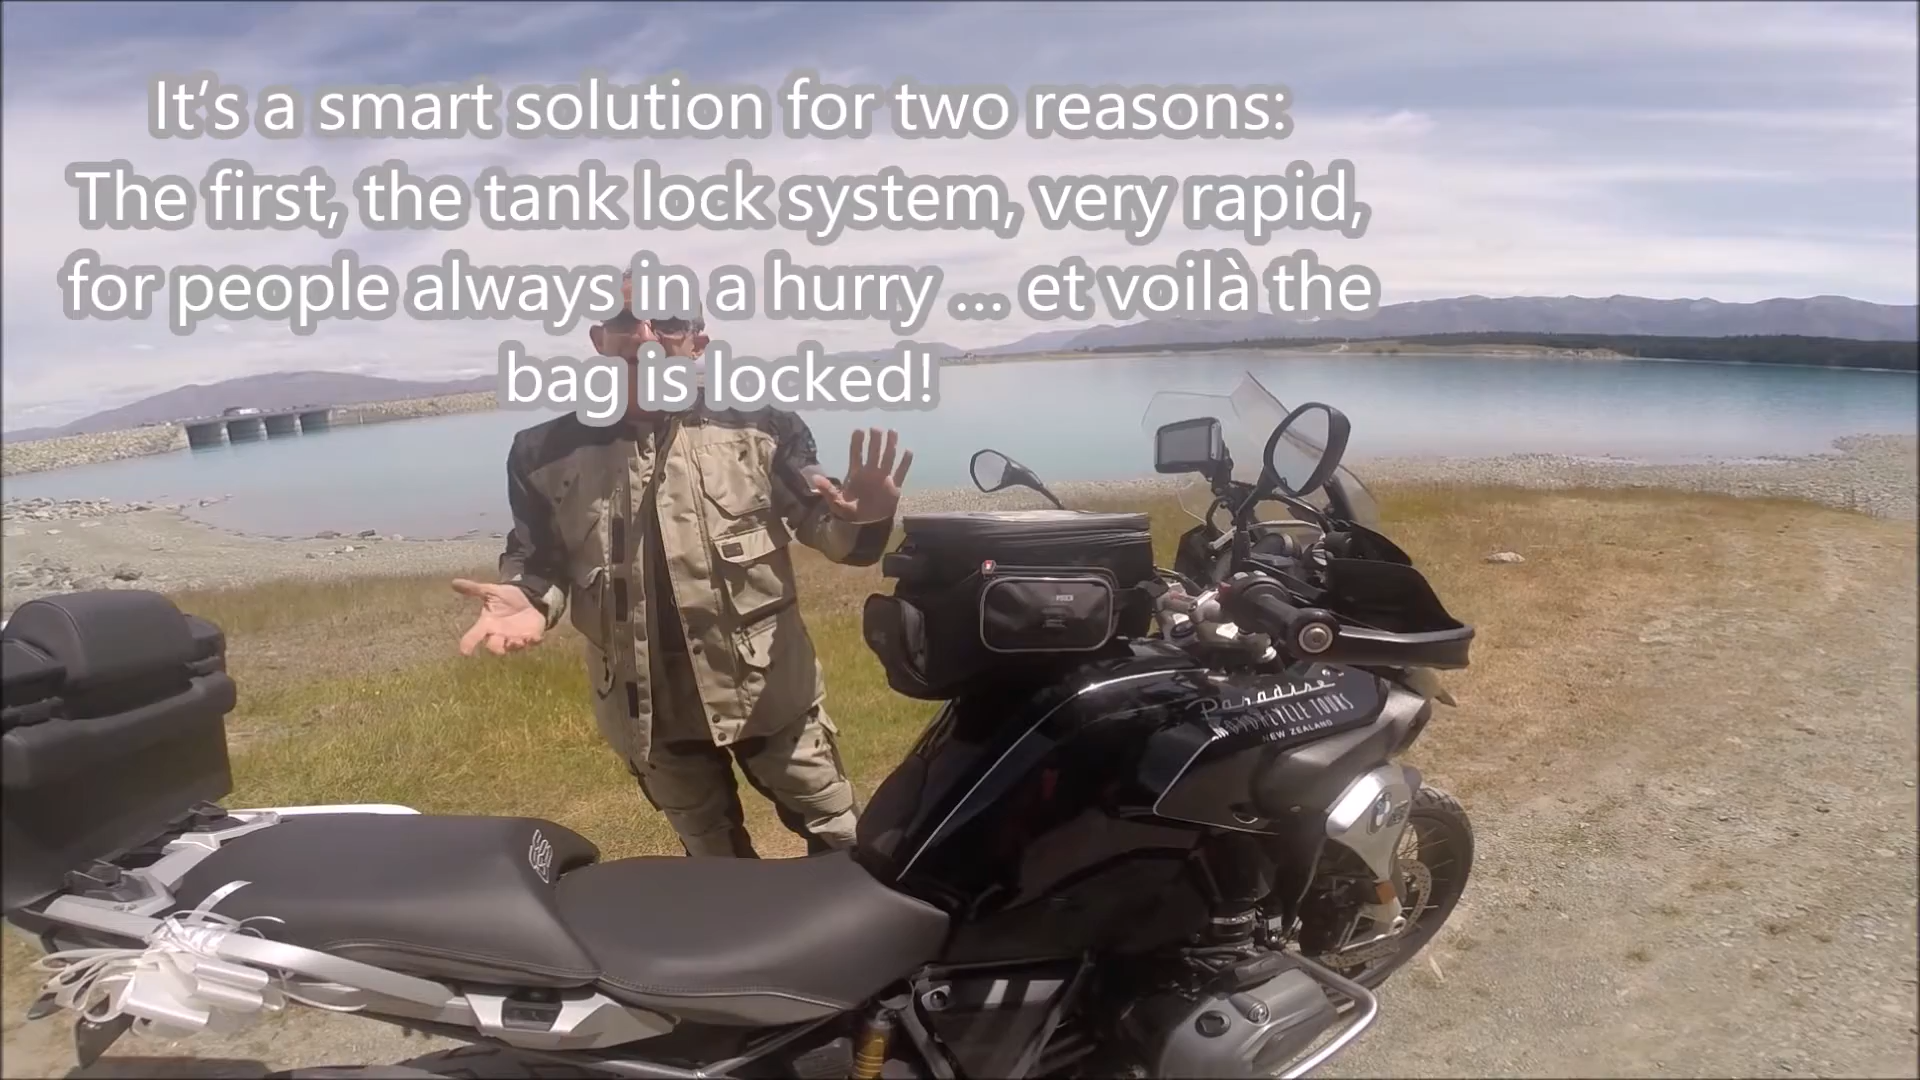 It’s a smart solution for two reasons:
The first, the tank lock system, very rapid,
for people always in a hurry ... et voilà the
bag is locked!
Paradise's
MOTORCYCLE TOURS
NEW ZEALAND